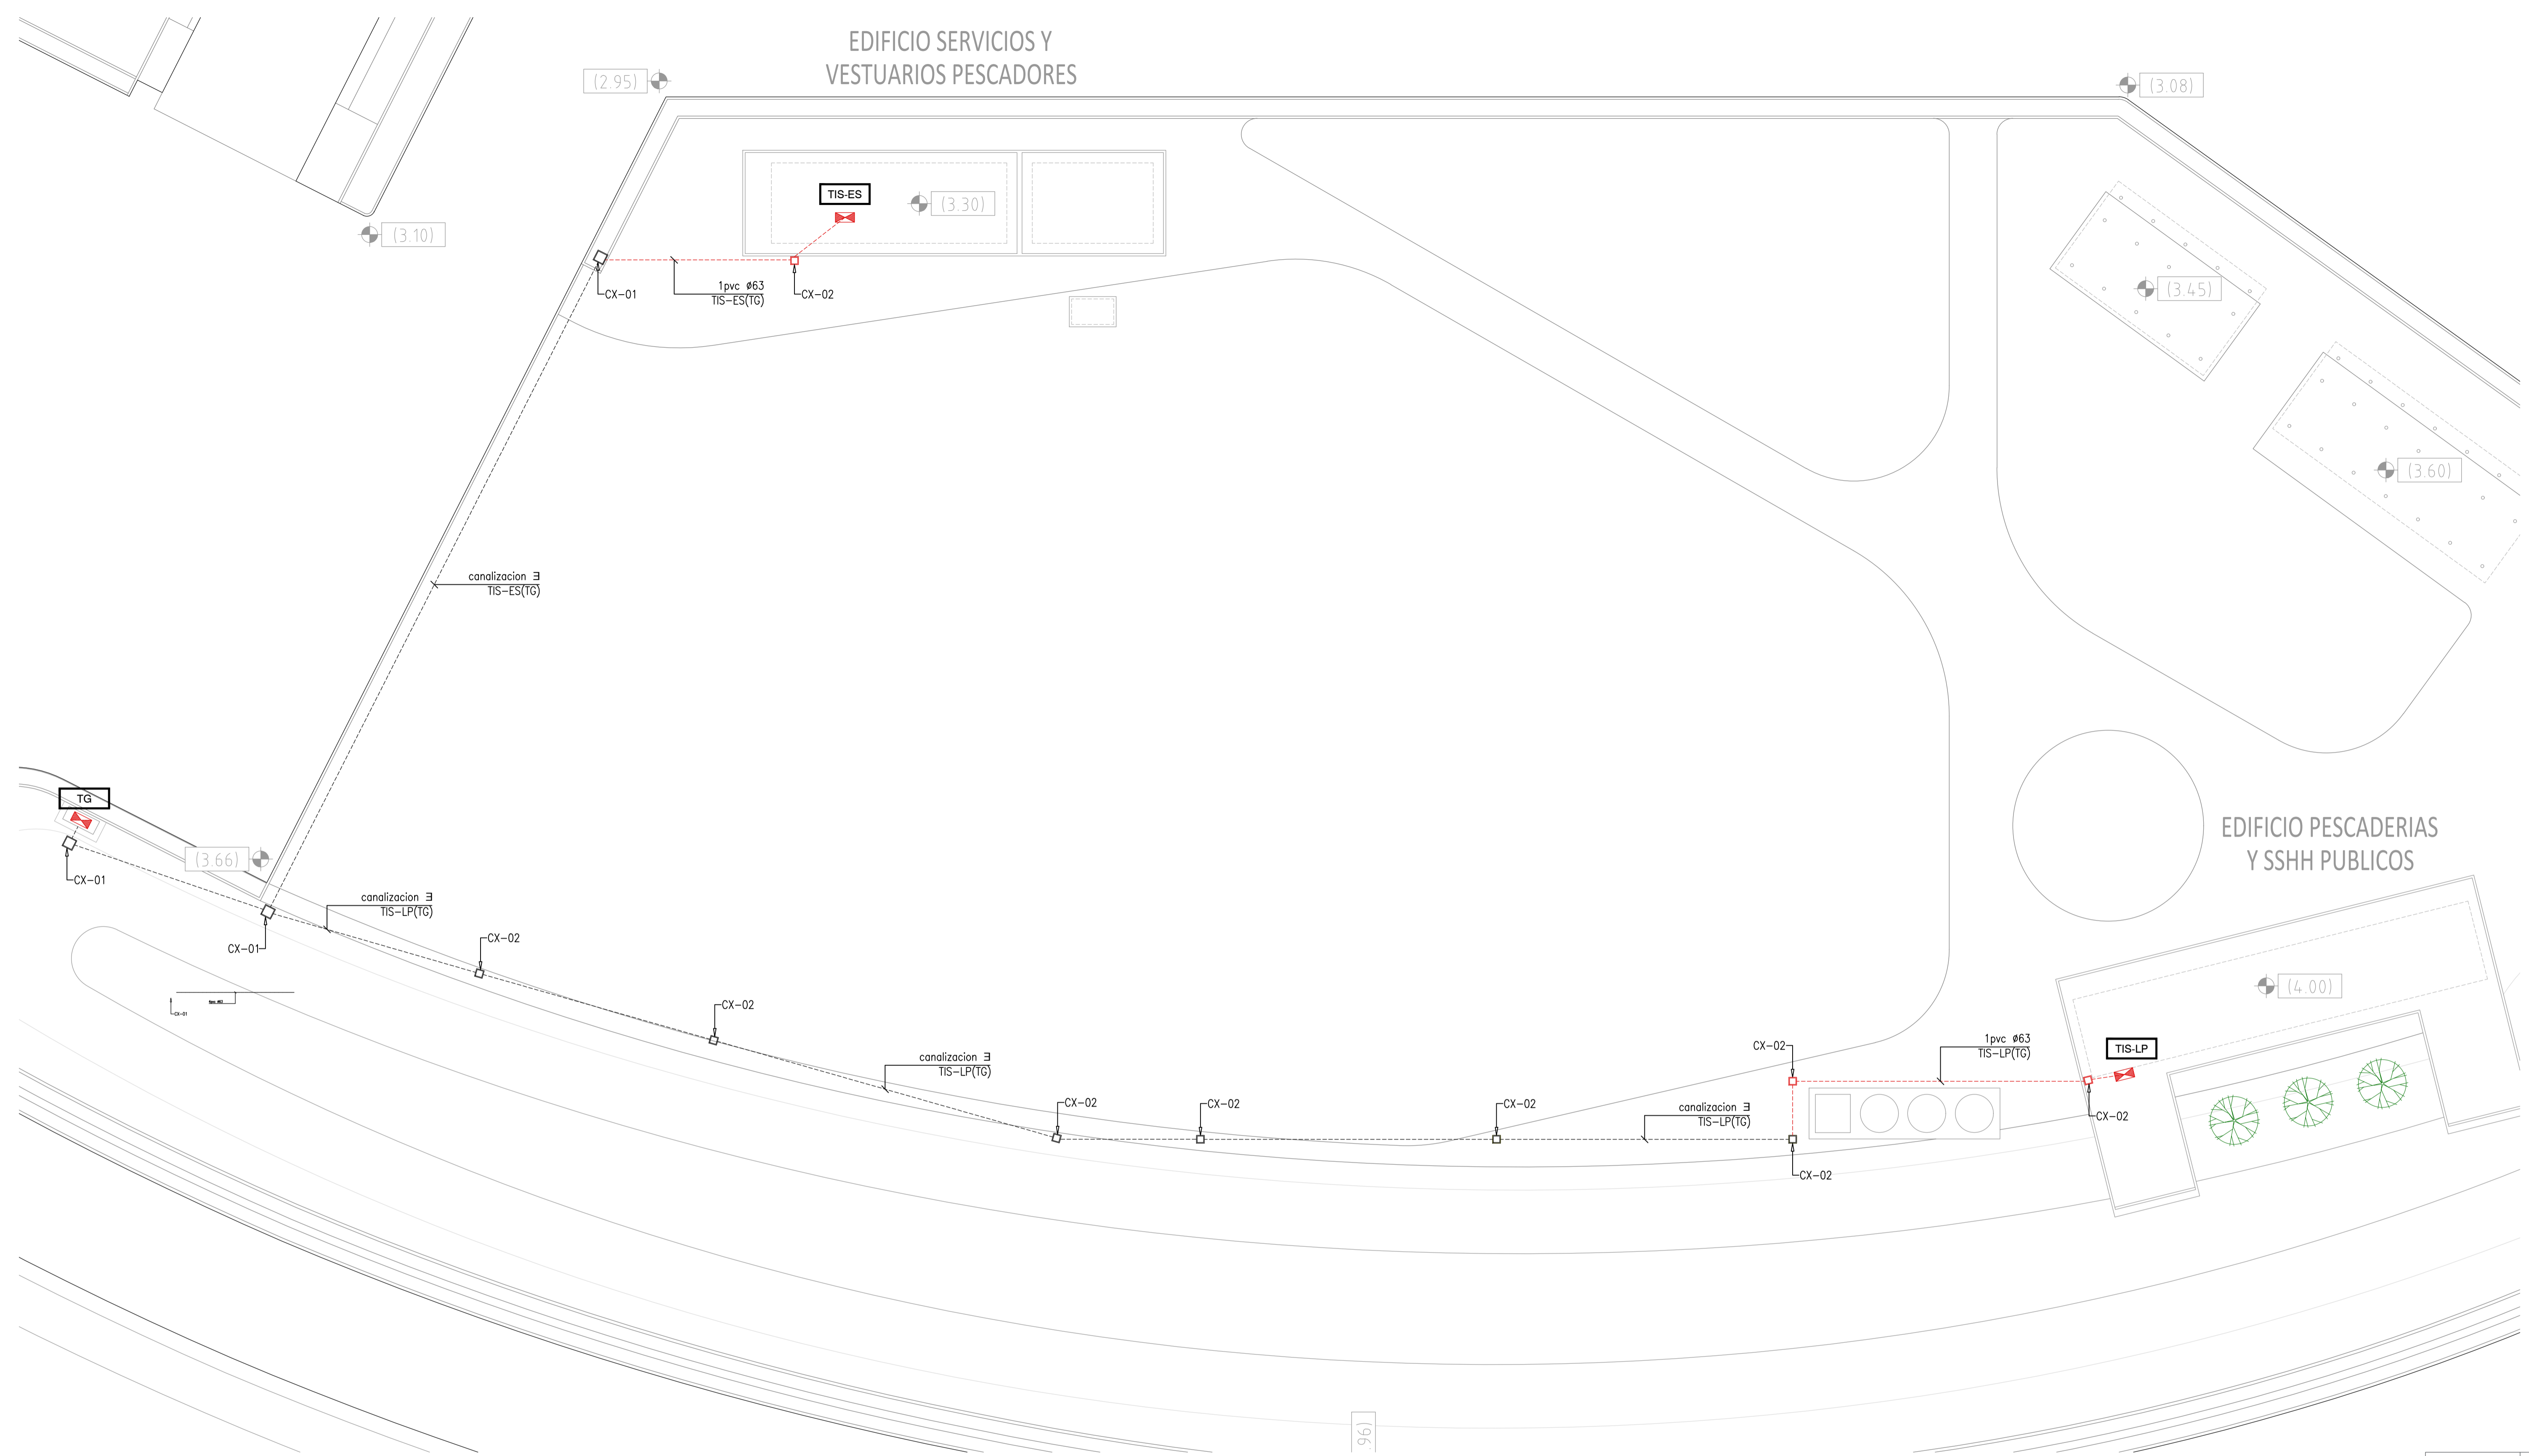 EDIFICIO SERVICIOS Y
VESTUARIOS PESCADORES
(2.95)
(3.08)
TIS-ES
(3.30)
(3.10)
(3.45)
CX-01
1pvc ø63
TIS-ES(TG)
CX-02
(3.60)
canalizacion Ǝ
TIS-ES(TG)
TG
EDIFICIO PESCADERIAS
Y SSHH PUBLICOS
(3.66)
CX-01
canalizacion Ǝ
TIS-LP(TG)
CX-01
CX-02
(4.00)
CX-02
CX-01
canalizacion Ǝ
TIS-LP(TG)
CX-02
1pvc ø63
TIS-LP(TG)
TIS-LP
CX-02
CX-02
CX-02
canalizacion Ǝ
TIS-LP(TG)
CX-02
CX-02
.96)